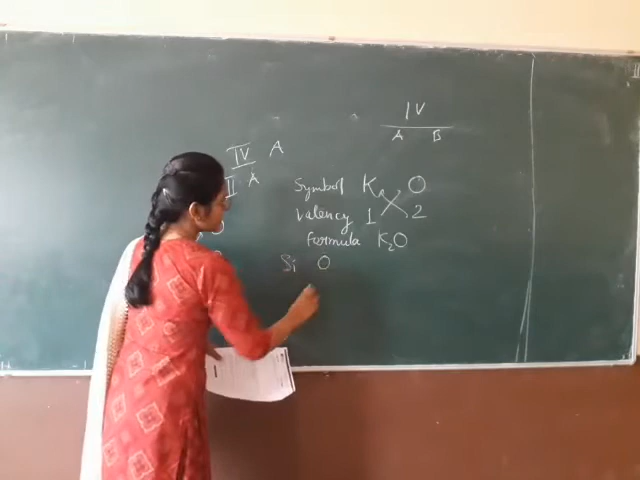 IV
A B
IV A
II A
Symbol K O
Valency 1 2
Formula K₂O
Si O